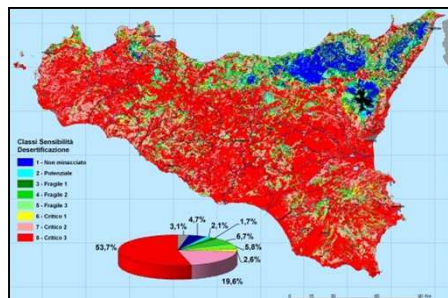 Classi Sensibilità
Desertificazione
1 - Non minacciato
2 - Potenziale
3 - Fragile 1
4 - Fragile 2
5 - Fragile 3
6 - Critico 1
7 - Critico 2
8 - Critico 3
4,7%
1,7%
3,1%
2,1%
6,7%
53,7%
5,8%
2,6%
19,6%